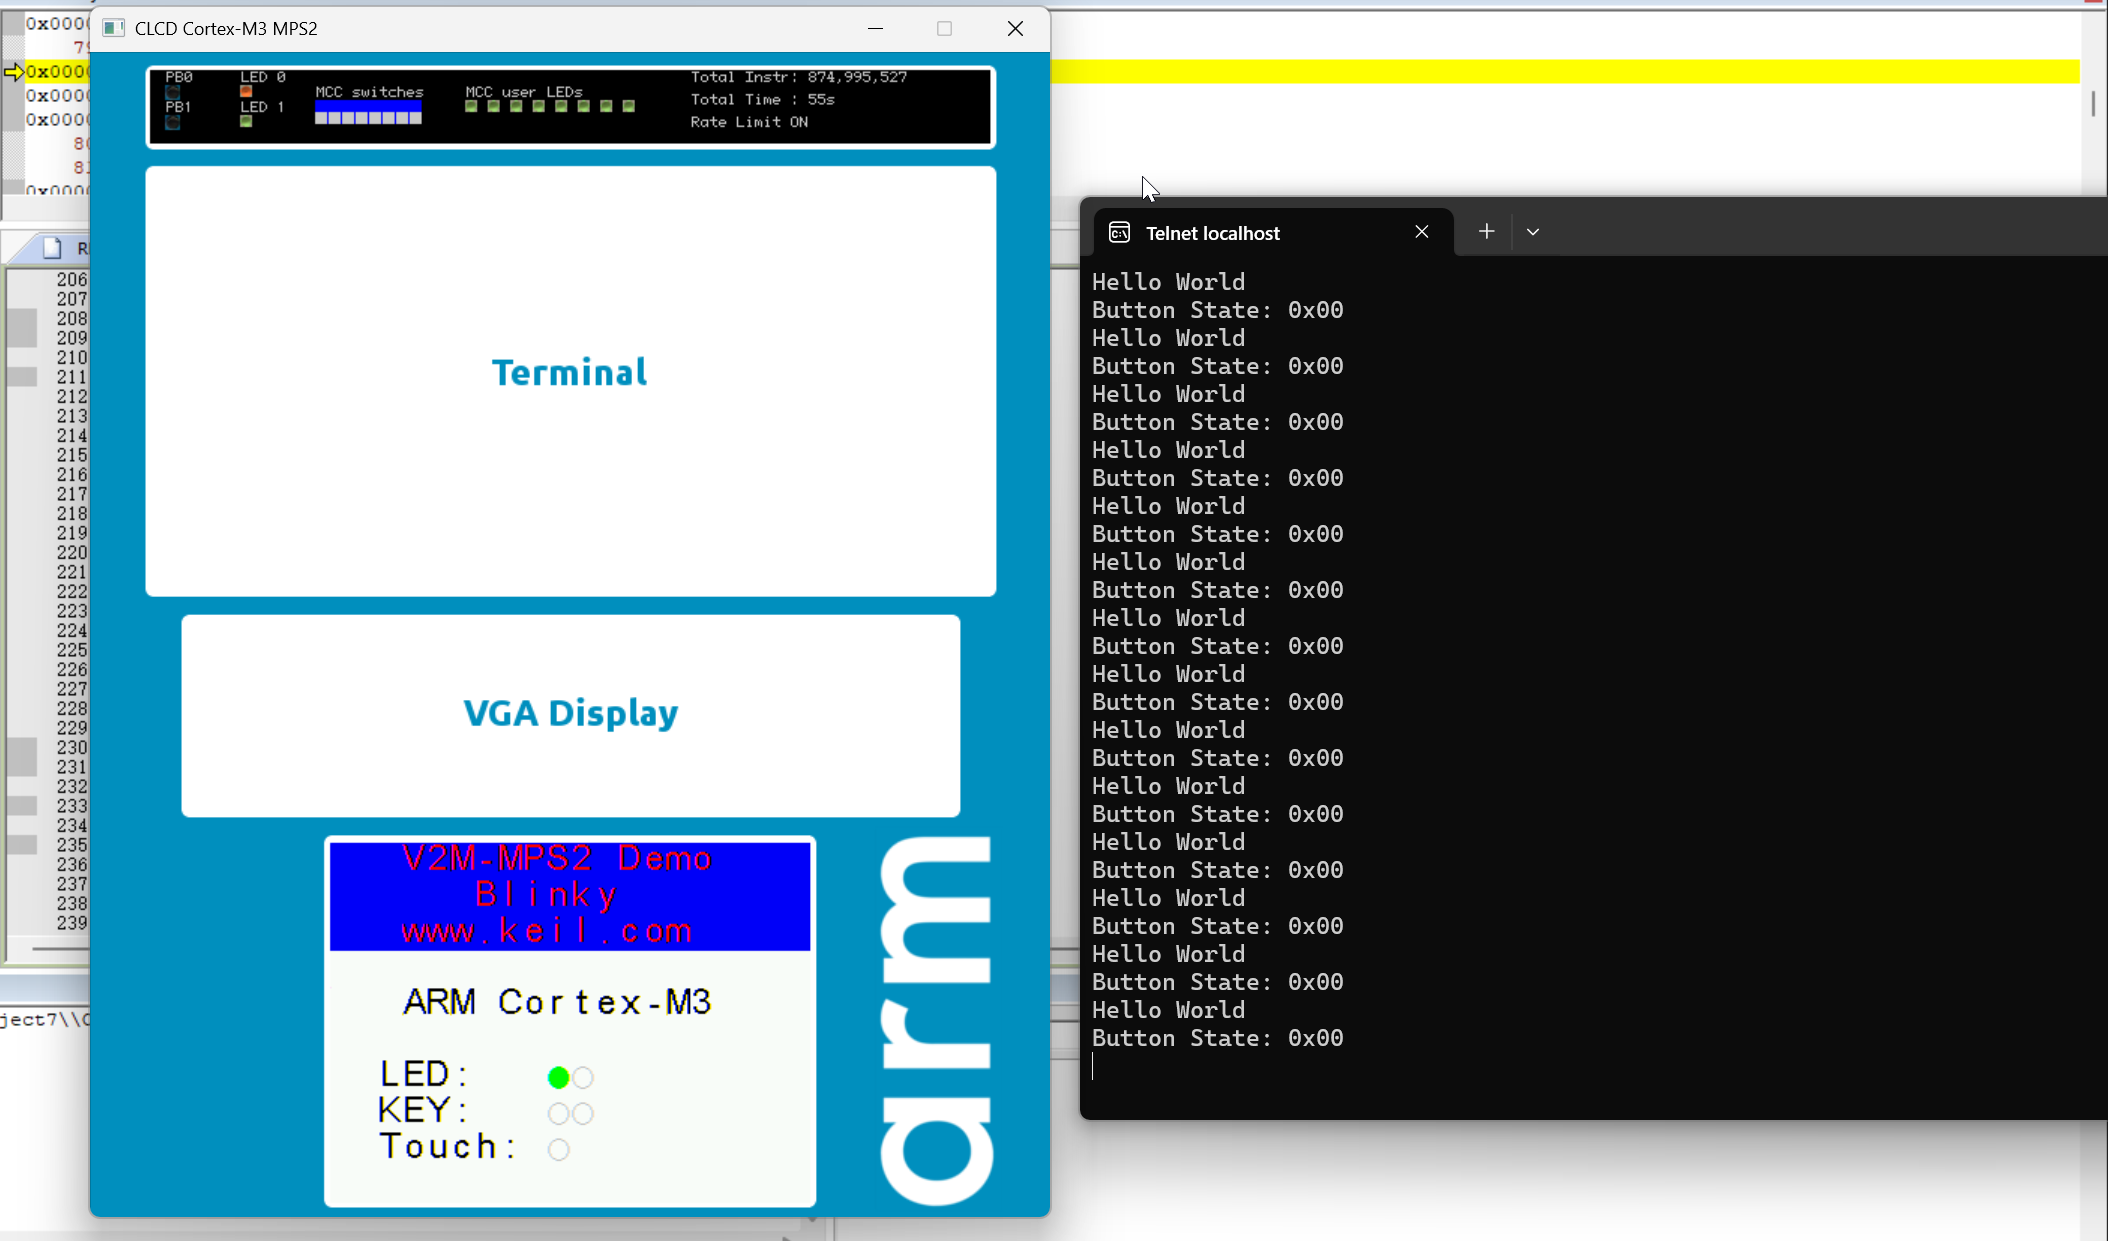 0x000
CLCD Cortex-M3 MPS2
79
0x000
0x000
0x000
80
81
0x000
PB0
LED 0
MCC switches
MCC user LEDs
Total Instr: 874,995,527
PB1
LED 1
Total Time : 55s
Rate Limit ON
Terminal
VGA Display
V2M-MPS2 Demo
Blinky
www.keil.com
ARM Cortex-M3
LED:
KEY:
Touch:
arm
206
207
208
209
210
211
212
213
214
215
216
217
218
219
220
221
222
223
224
225
226
227
228
229
230
231
232
233
234
235
236
237
238
239
ject7\\
Telnet localhost
Hello World
Button State: 0x00
Hello World
Button State: 0x00
Hello World
Button State: 0x00
Hello World
Button State: 0x00
Hello World
Button State: 0x00
Hello World
Button State: 0x00
Hello World
Button State: 0x00
Hello World
Button State: 0x00
Hello World
Button State: 0x00
Hello World
Button State: 0x00
Hello World
Button State: 0x00
Hello World
Button State: 0x00
Hello World
Button State: 0x00
Hello World
Button State: 0x00